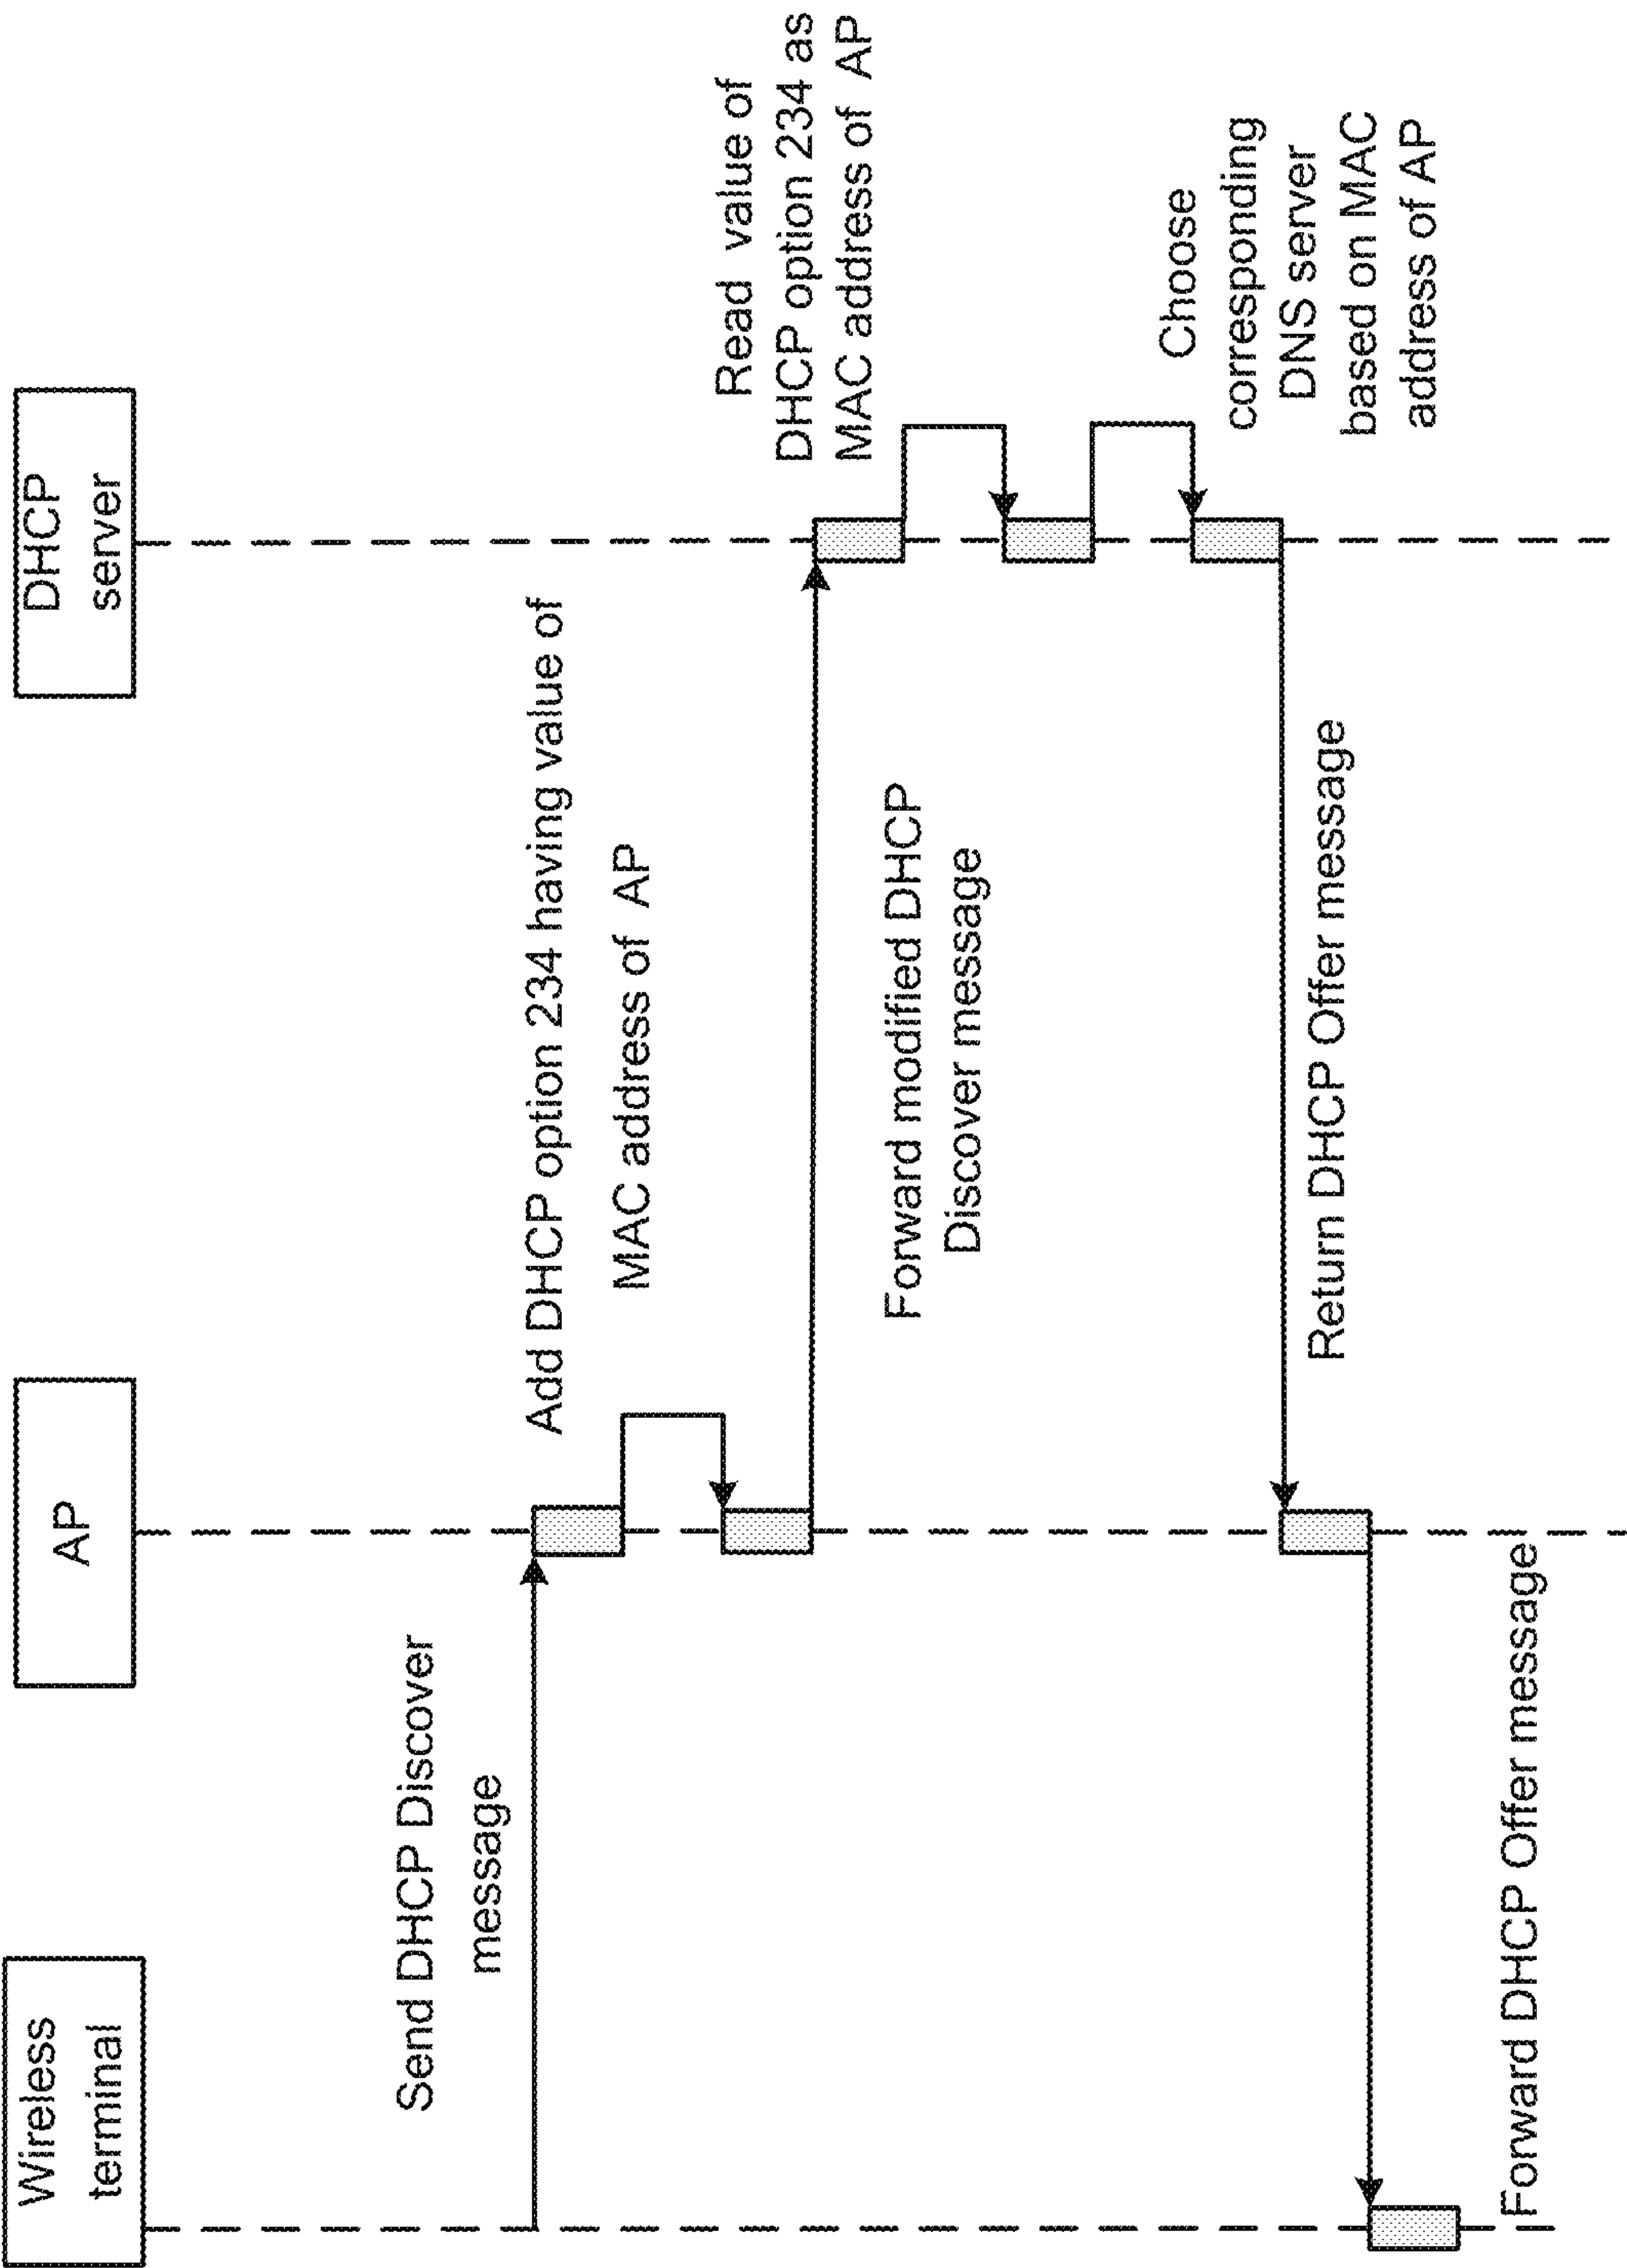 Wireless
terminal
AP
DHCP
server
Send DHCP Discover
message
Add DHCP option 234 having value of
MAC address of AP
Forward modified DHCP
Discover message
Read value of
DHCP option 234 as
MAC address of AP
Choose
corresponding
DNS server
based on MAC
address of AP
Return DHCP Offer message
Forward DHCP Offer message